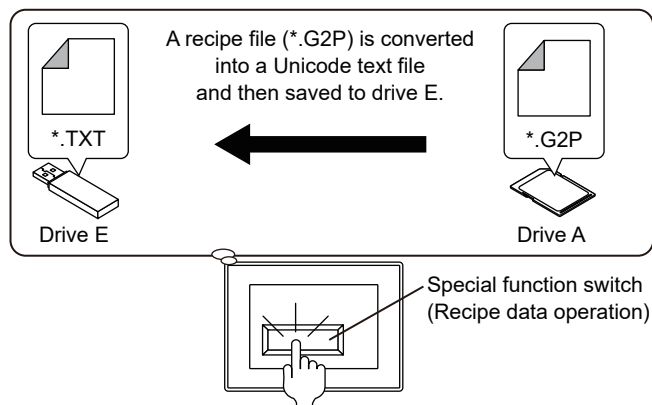 A recipe file (*.G2P) is converted
into a Unicode text file
and then saved to drive E.
*.TXT
*.G2P
Drive E
Drive A
Special function switch
(Recipe data operation)